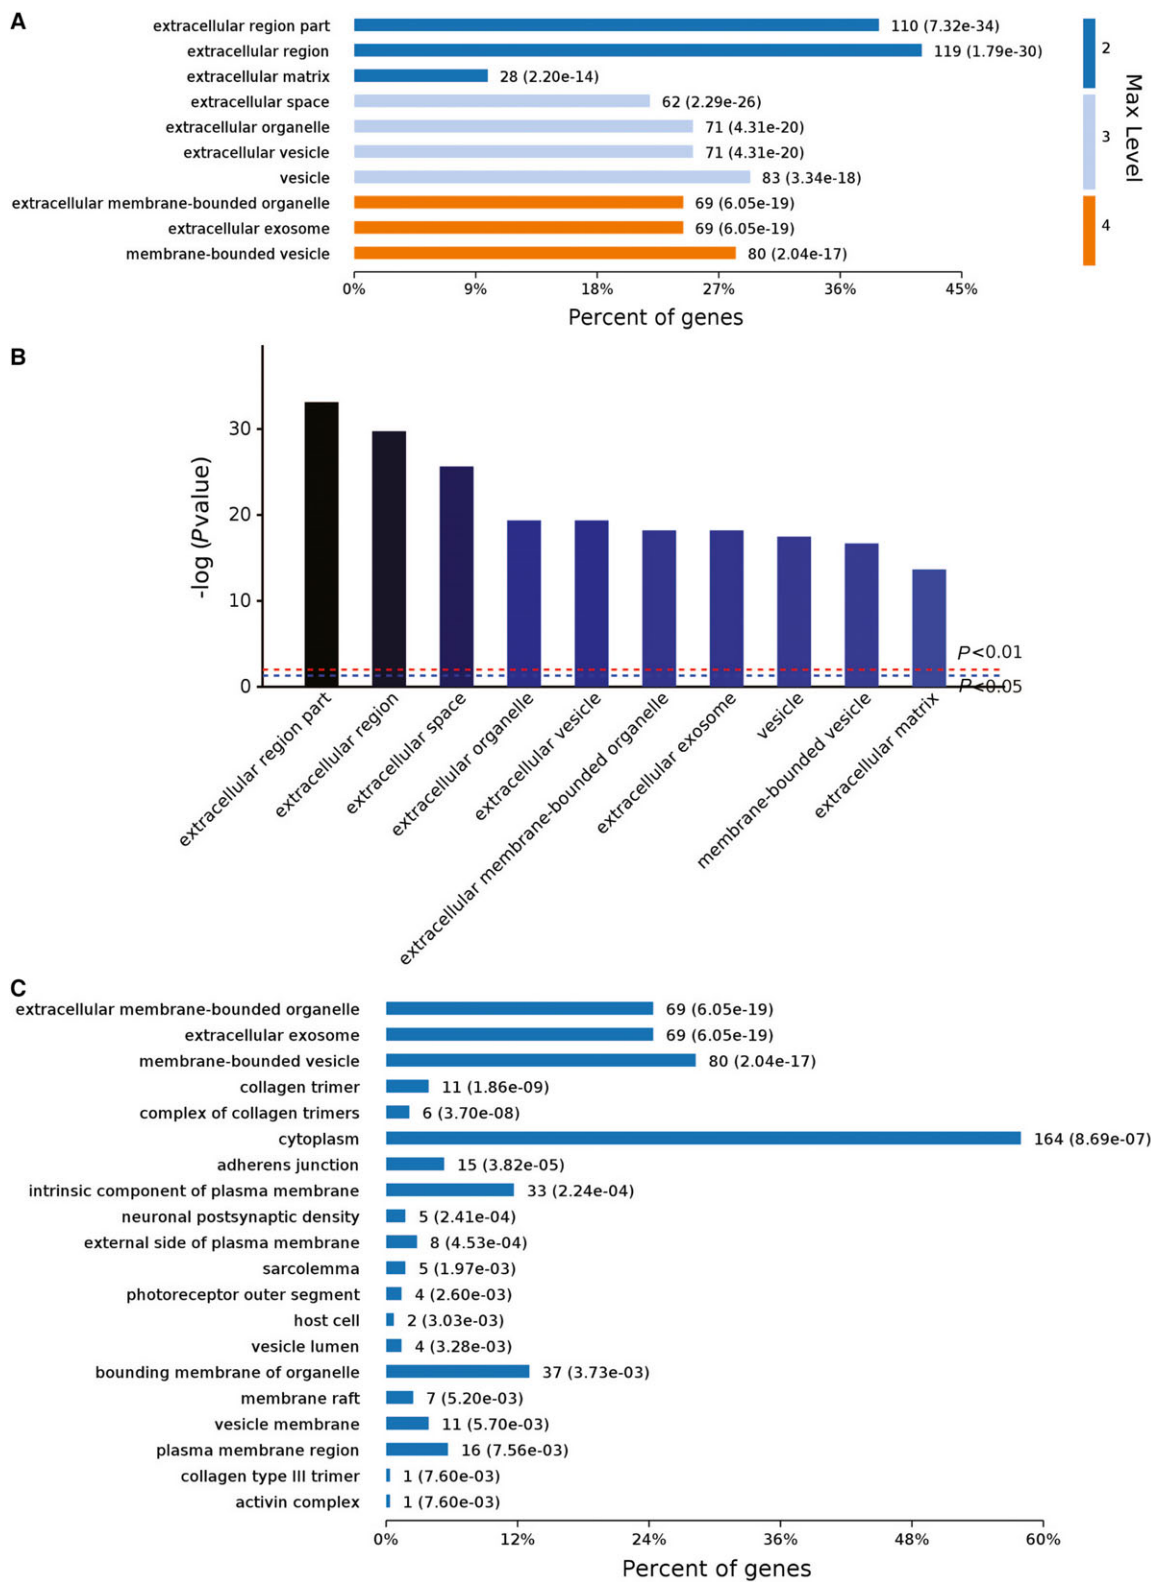 A
extracellular region part 110 (7.32e-34)
extracellular region 119 (1.79e-30)
extracellular matrix 28 (2.20e-14)
extracellular space 62 (2.29e-26)
extracellular organelle 71 (4.31e-20)
extracellular vesicle 71 (4.31e-20)
vesicle 83 (3.34e-18)
extracellular membrane-bounded organelle 69 (6.05e-19)
extracellular exosome 69 (6.05e-19)
membrane-bounded vesicle 80 (2.04e-17)
0% 9% 18% 27% 36% 45%
Percent of genes
2
3
4
Max Level
B
-log (Pvalue)
30
20
10
0
P<0.01
P<0.05
extracellular region part
extracellular region
extracellular space
extracellular organelle
extracellular vesicle
extracellular membrane-bounded organelle
extracellular exosome
vesicle
membrane-bounded vesicle
extracellular matrix
C
extracellular membrane-bounded organelle 69 (6.05e-19)
extracellular exosome 69 (6.05e-19)
membrane-bounded vesicle 80 (2.04e-17)
collagen trimer 11 (1.86e-09)
complex of collagen trimers 6 (3.70e-08)
cytoplasm 164 (8.69e-07)
adherens junction 15 (3.82e-05)
intrinsic component of plasma membrane 33 (2.24e-04)
neuronal postsynaptic density 5 (2.41e-04)
external side of plasma membrane 8 (4.53e-04)
sarcolemma 5 (1.97e-03)
photoreceptor outer segment 4 (2.60e-03)
host cell 2 (3.03e-03)
vesicle lumen 4 (3.28e-03)
bounding membrane of organelle 37 (3.73e-03)
membrane raft 7 (5.20e-03)
vesicle membrane 11 (5.70e-03)
plasma membrane region 16 (7.56e-03)
collagen type III trimer 1 (7.60e-03)
activin complex 1 (7.60e-03)
0% 12% 24% 36% 48% 60%
Percent of genes